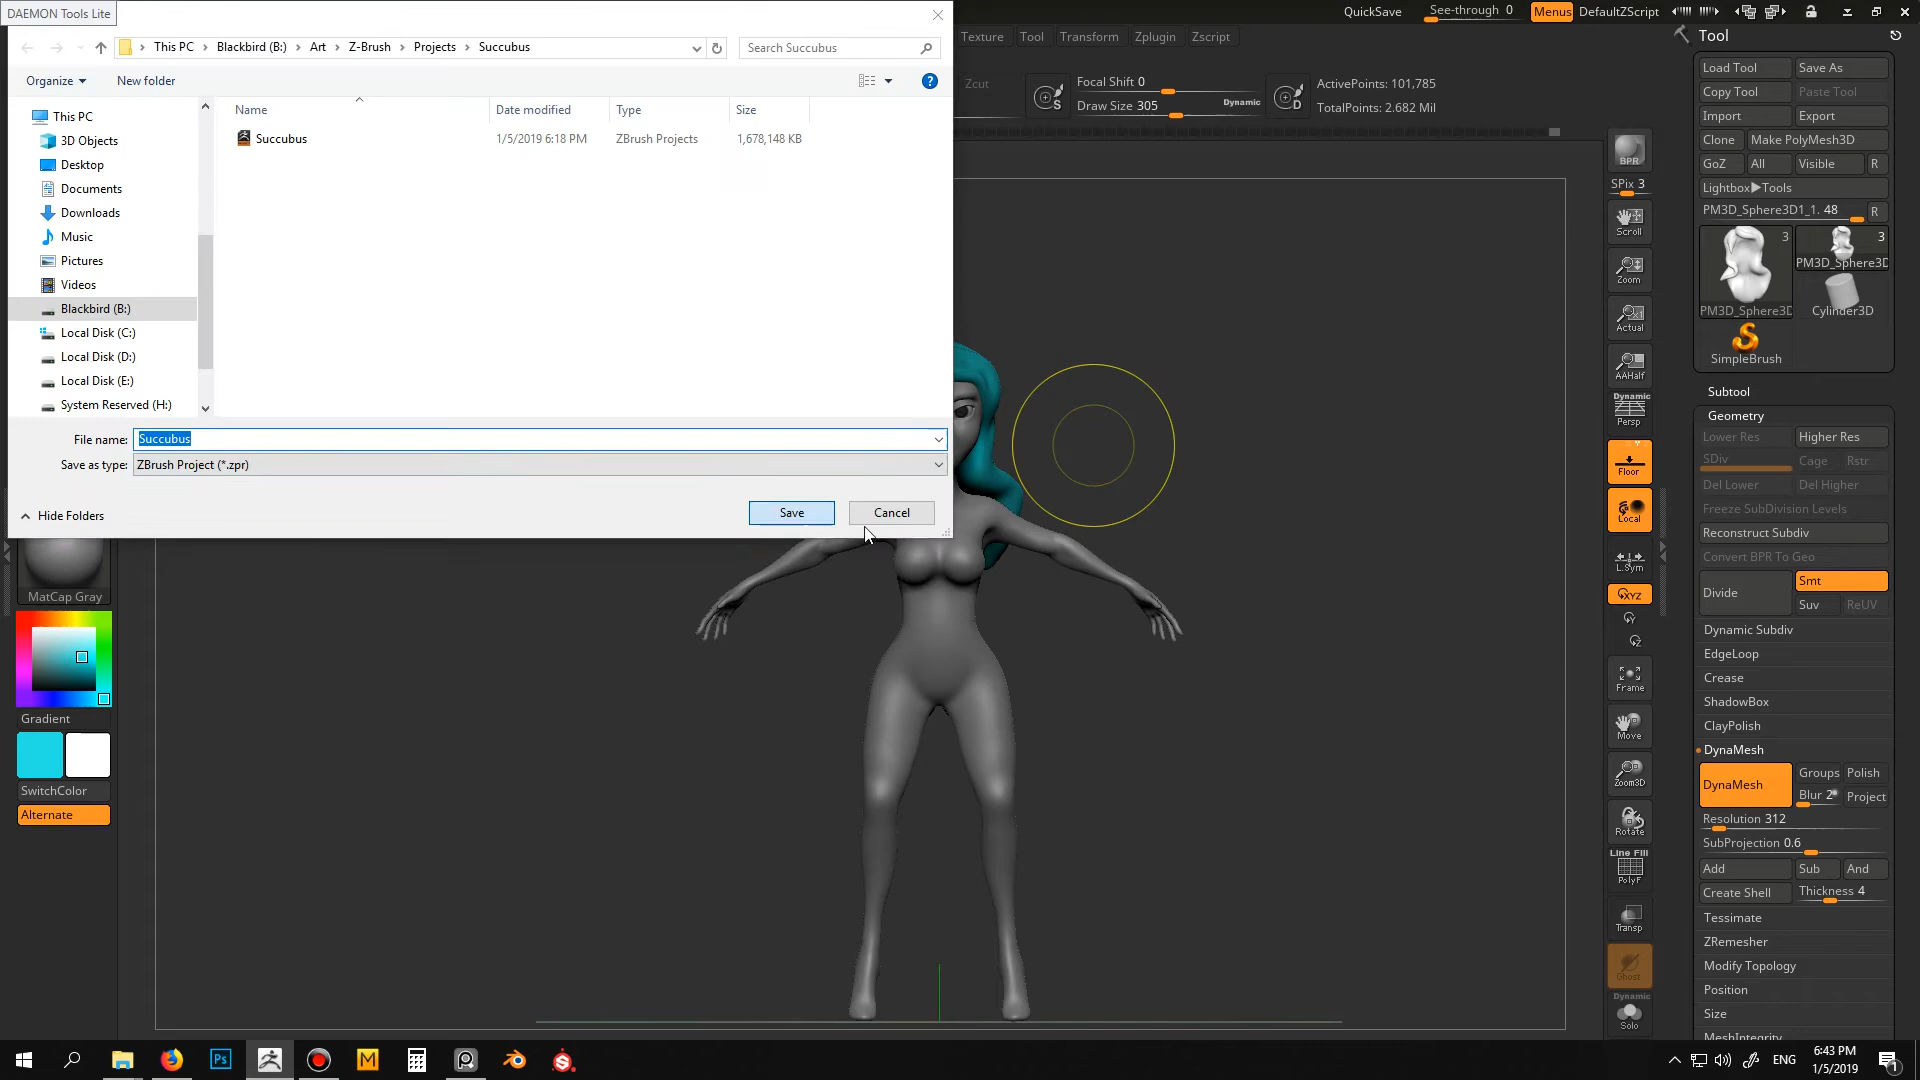 DAEMON Tools Lite
This PC
Blackbird (B:)
Art
Z-Brush
Projects
Succubus
Search Succubus
Organize
New folder
?
Name
Date modified
Type
Size
Succubus
1/5/2019 6:18 PM
ZBrush Projects
1,678,148 KB
This PC
3D Objects
Desktop
Documents
Downloads
Music
Pictures
Videos
Blackbird (B:)
Local Disk (C:)
Local Disk (D:)
Local Disk (E:)
System Reserved (H:)
File name:
Succubus
Save as type:
ZBrush Project (*.zpr)
Hide Folders
Save
Cancel
QuickSave
See-through 0
Menus
DefaultZScript
Texture
Tool
Transform
Zplugin
Zscript
Zcut
S
Focal Shift 0
Draw Size 305
Dynamic
D
ActivePoints: 101,785
TotalPoints: 2.682 Mil
MatCap Gray
Gradient
SwitchColor
Alternate
BPR
SPix 3
Scroll
Zoom
Actual
AAHalf
Dynamic
Persp
Floor
Local
L.Sym
XYZ
Y
Z
Frame
Move
Zoom3D
Rotate
Line Fill
PolyF
Transp
Ghost
Dynamic
Solo
Tool
Load Tool
Save As
Copy Tool
Paste Tool
Import
Export
Clone
Make PolyMesh3D
GoZ
All
Visible
R
Lightbox▶Tools
PM3D_Sphere3D1_1. 48
R
3
PM3D_Sphere3D
3
PM3D_Sphere3D
Cylinder3D
SimpleBrush
Subtool
Geometry
Lower Res
Higher Res
SDiv
Cage
Rstr
Del Lower
Del Higher
Freeze SubDivision Levels
Reconstruct Subdiv
Convert BPR To Geo
Divide
Smt
Suv
ReUV
Dynamic Subdiv
EdgeLoop
Crease
ShadowBox
ClayPolish
DynaMesh
DynaMesh
Groups
Polish
Blur 2
Project
Resolution 312
SubProjection 0.6
Add
Sub
And
Create Shell
Thickness 4
Tessimate
ZRemesher
Modify Topology
Position
Size
MeshIntegrity
Ps
M
ENG
6:43 PM
1/5/2019
1